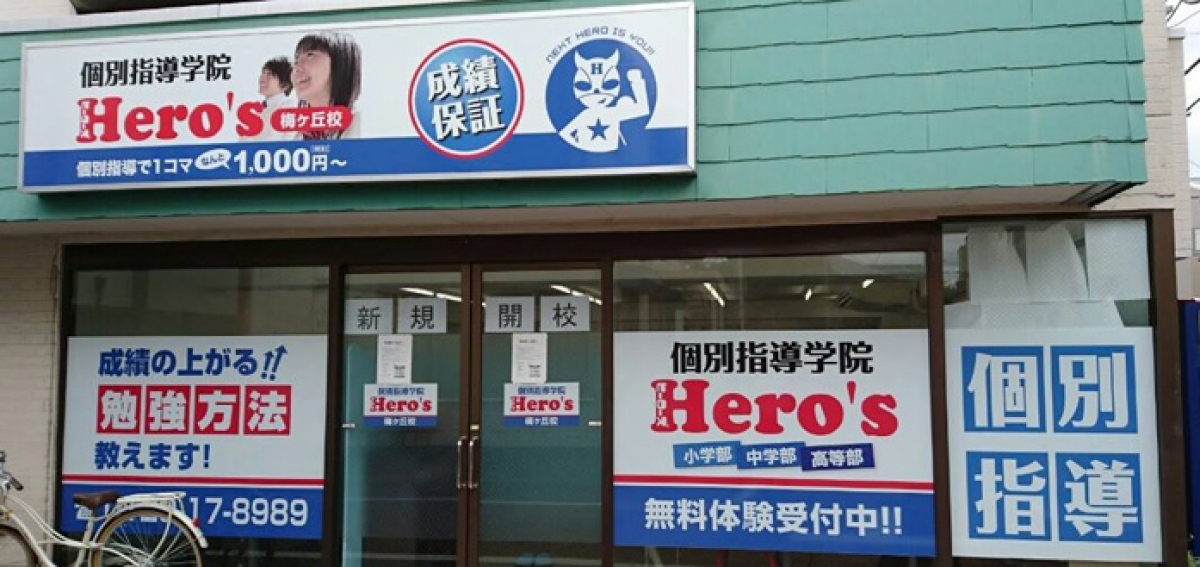 個別指導学院
Hero's 梅ヶ丘校
個別指導で1コマ なんと 1,000円～
成績
保証
NEXT HERO IS YOU!!
H
新規開校
成績の上がる!!
勉強方法
教えます!
17-8989
個別指導学院
Hero's
梅ヶ丘校
個別指導学院
Hero's
梅ヶ丘校
個別指導学院
Hero's
小学部 中学部 高等部
無料体験受付中!!
個別
指導